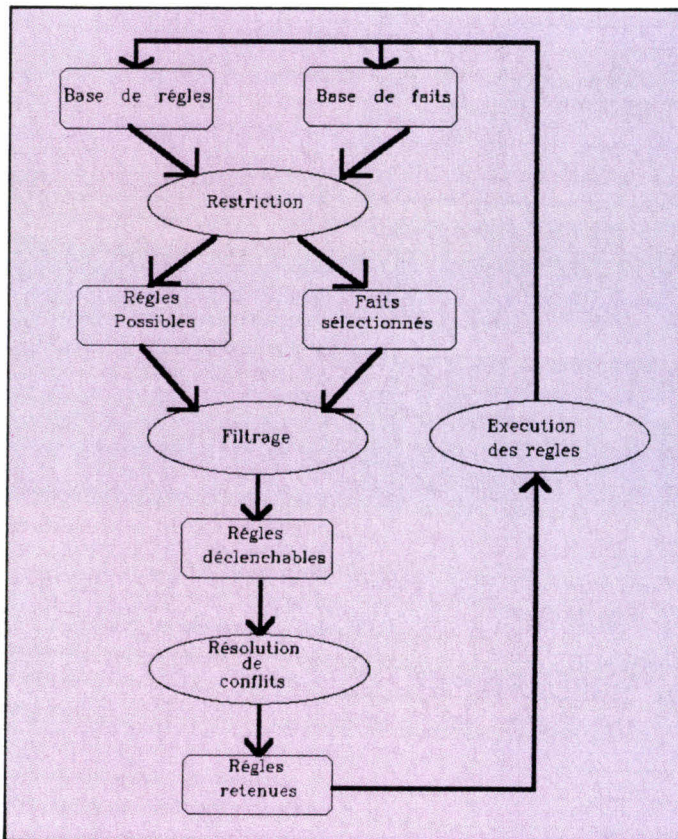 Base de régles
Base de faits
Restriction
Régles
Possibles
Faits
sélectionnés
Filtrage
Execution
des regles
Régles
déclenchables
Résolution
de
conflits
Régles
retenues